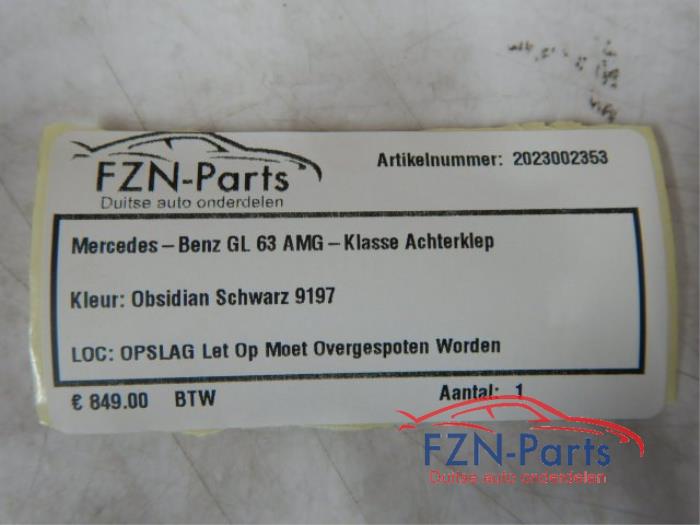 FZN-Parts
Duitse auto onderdelen
Artikelnummer: 2023002353
Mercedes – Benz GL 63 AMG – Klasse Achterklep
Kleur: Obsidian Schwarz 9197
LOC: OPSLAG Let Op Moet Overgespoten Worden
€ 849.00 BTW
Aantal: 1
FZN-Parts
Duitse auto onderdelen